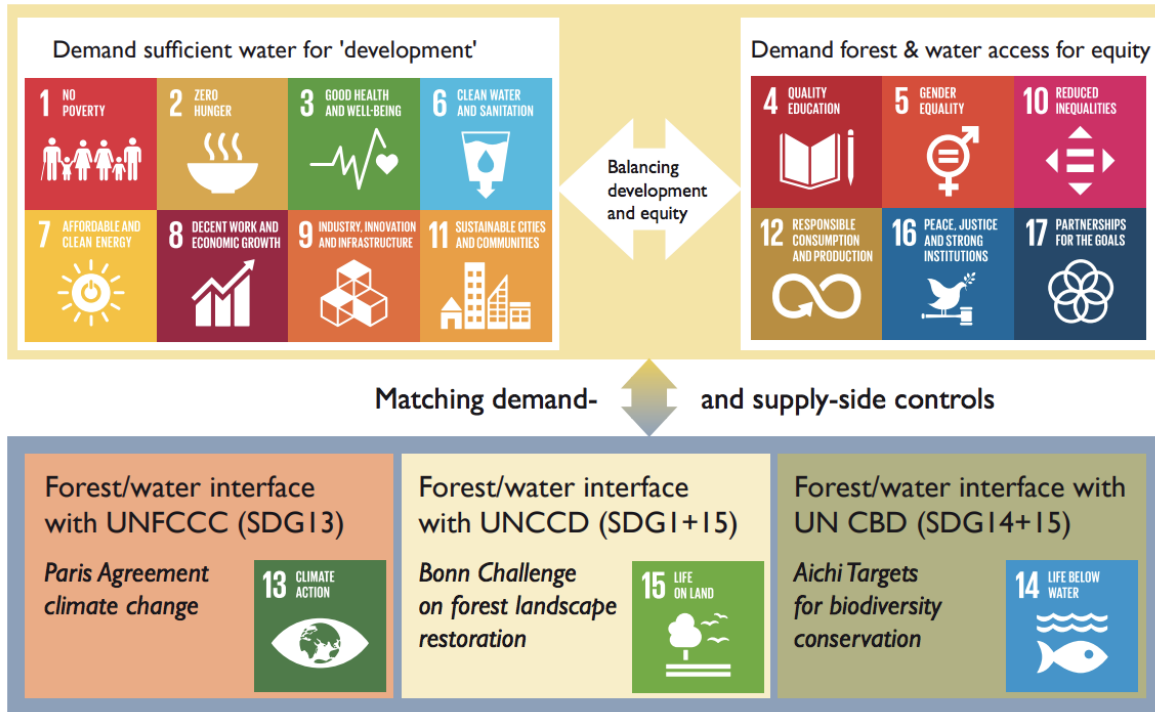 Demand sufficient water for 'development'
1 NO
POVERTY
2 ZERO
HUNGER
3 GOOD HEALTH
AND WELL-BEING
6 CLEAN WATER
AND SANITATION
7 AFFORDABLE AND
CLEAN ENERGY
8 DECENT WORK AND
ECONOMIC GROWTH
9 INDUSTRY, INNOVATION
AND INFRASTRUCTURE
11 SUSTAINABLE CITIES
AND COMMUNITIES
Balancing
development
and equity
Demand forest & water access for equity
4 QUALITY
EDUCATION
5 GENDER
EQUALITY
10 REDUCED
INEQUALITIES
12 RESPONSIBLE
CONSUMPTION
AND PRODUCTION
16 PEACE, JUSTICE
AND STRONG
INSTITUTIONS
17 PARTNERSHIPS
FOR THE GOALS
Matching demand- and supply-side controls
Forest/water interface
with UNFCCC (SDG13)
Paris Agreement
climate change
13 CLIMATE
ACTION
Forest/water interface
with UNCCD (SDG1+15)
Bonn Challenge
on forest landscape
restoration
15 LIFE
ON LAND
Forest/water interface with
UN CBD (SDG14+15)
Aichi Targets
for biodiversity
conservation
14 LIFE BELOW
WATER